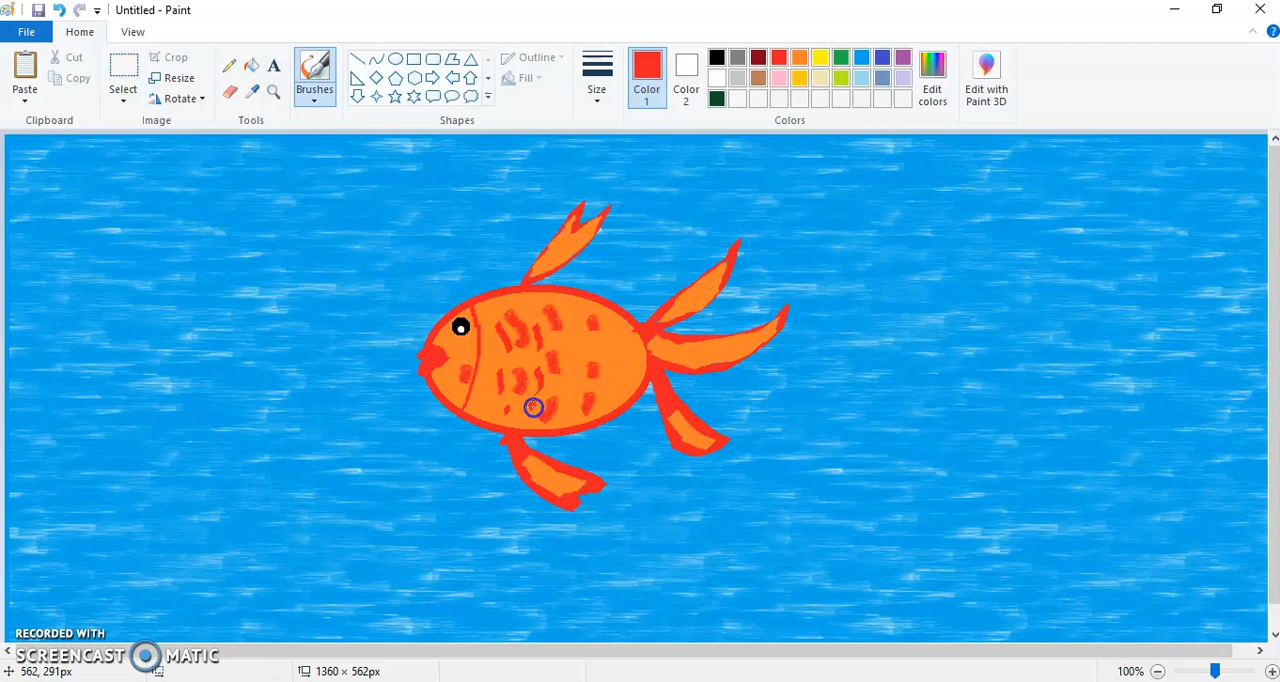 Untitled - Paint
File
Home
View
Paste
Cut
Copy
Clipboard
Select
Crop
Resize
Rotate
Image
A
Tools
Brushes
Outline
Fill
Shapes
Size
Color
1
Color
2
Edit
colors
Colors
Edit with
Paint 3D
RECORDED WITH
SCREENCAST MATIC
562, 291px
1360 × 562px
100%